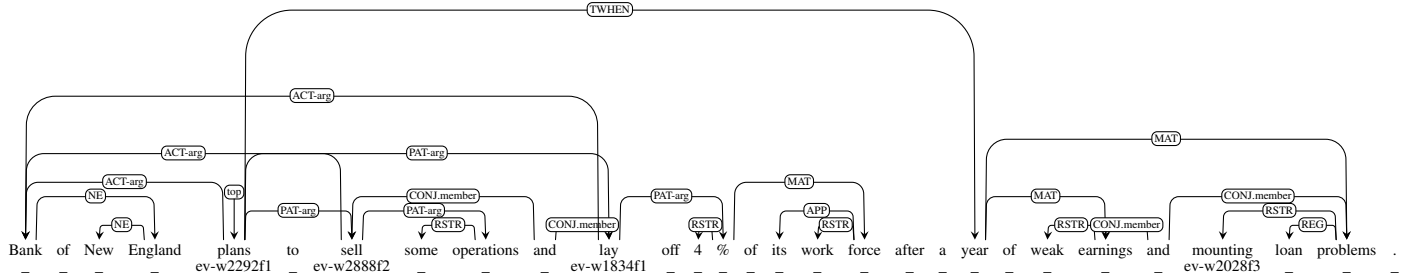 TWHEN
ACT-arg
MAT
ACT-arg PAT-arg
ACT-arg
top NE CONJ.member PAT-arg MAT CONJ.member
PAT-arg PAT-arg MAT APP RSTR
NE RSTR CONJ.member RSTR RSTR RSTR CONJ.member REG
Bank of New England plans to sell some operations and lay off 4 % of its work force after a year of weak earnings and mounting loan problems .
_ _ _ _ ev-w2292f1 _ ev-w2888f2 _ _ _ ev-w1834f1 _ _ _ _ _ _ _ _ _ _ _ _ _ _ ev-w2028f3 _ _ _